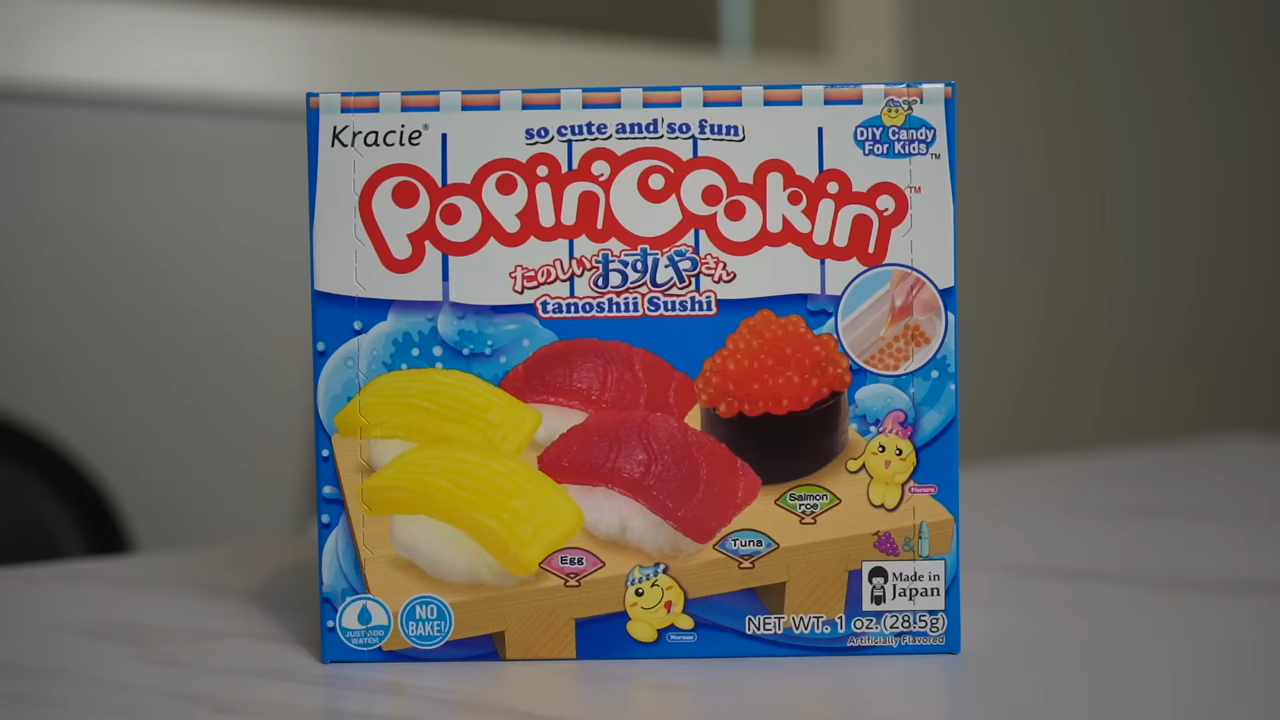 Kracie®
so cute and so fun
DIY Candy
For Kids™
Popin'Cookin'™
たのしいおすしやさん
tanoshii Sushi
Salmon
roe
Tuna
Egg
&
JUST ADD
WATER
NO
BAKE!
Made in
Japan
NET WT. 1 oz. (28.5g)
Artificially Flavored